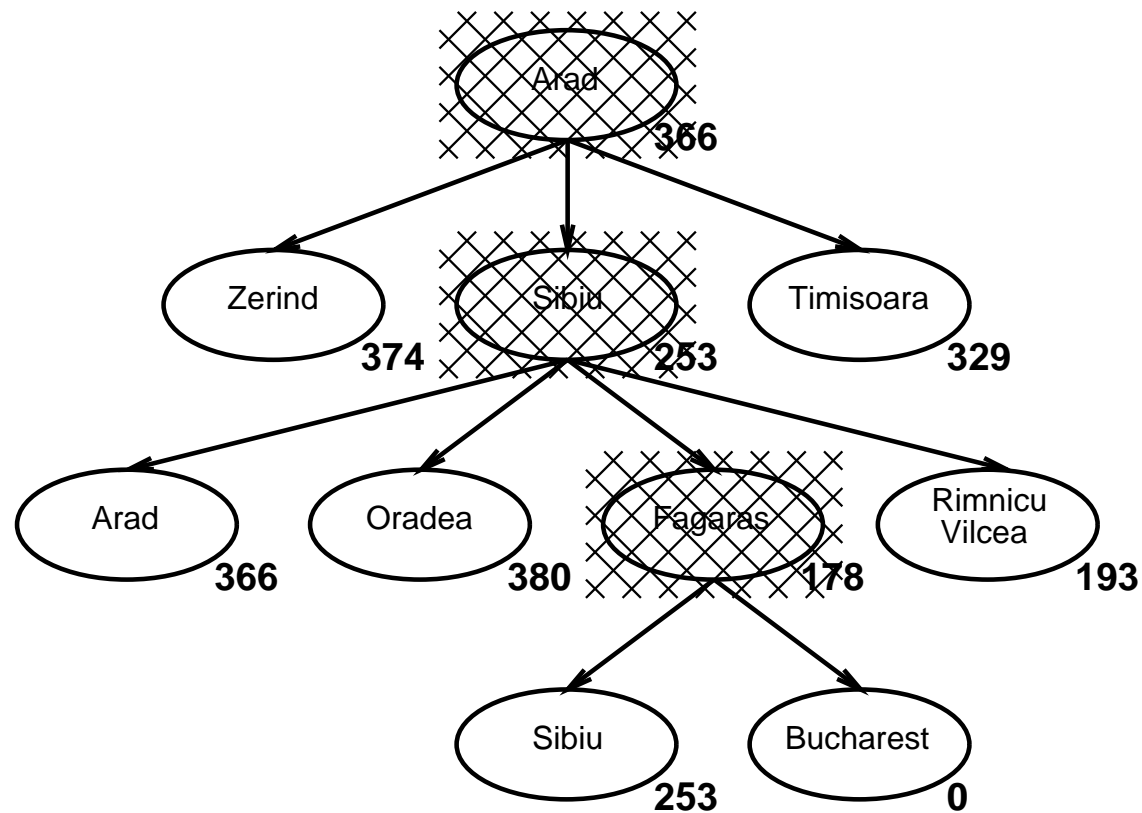 Arad
366
Zerind
374
Sibiu
253
Timisoara
329
Arad
366
Oradea
380
Fagaras
178
Rimnicu
Vilcea
193
Sibiu
253
Bucharest
0